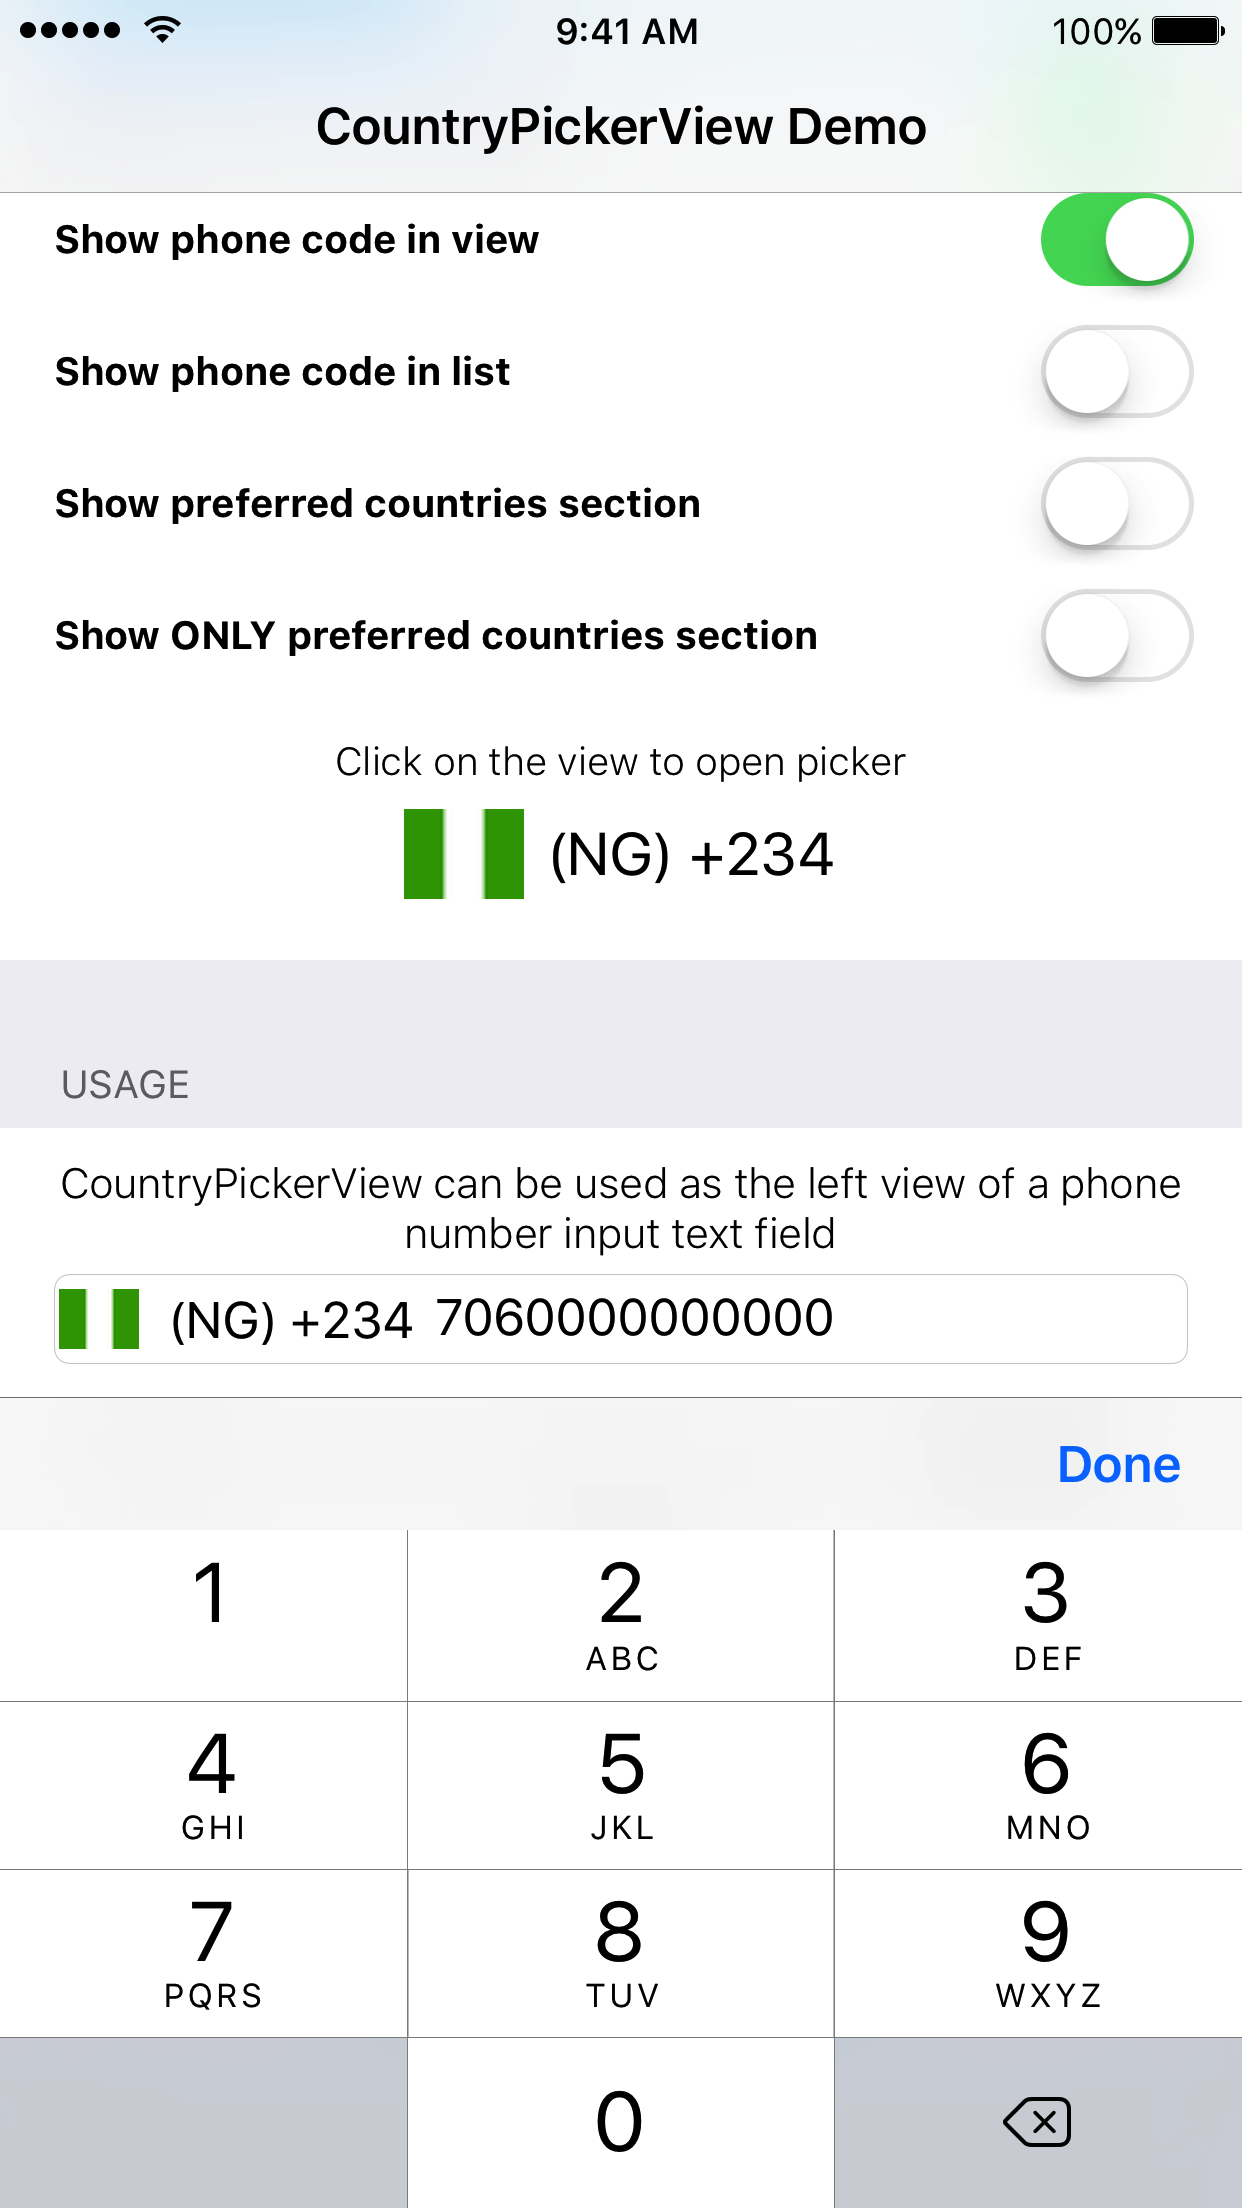 9:41 AM
100%
CountryPickerView Demo
Show phone code in view
Show phone code in list
Show preferred countries section
Show ONLY preferred countries section
Click on the view to open picker
(NG) +234
USAGE
CountryPickerView can be used as the left view of a phone
number input text field
(NG) +234 7060000000000
Done
1
2
3
ABC
DEF
4
5
6
GHI
JKL
MNO
7
8
9
PQRS
TUV
WXYZ
0